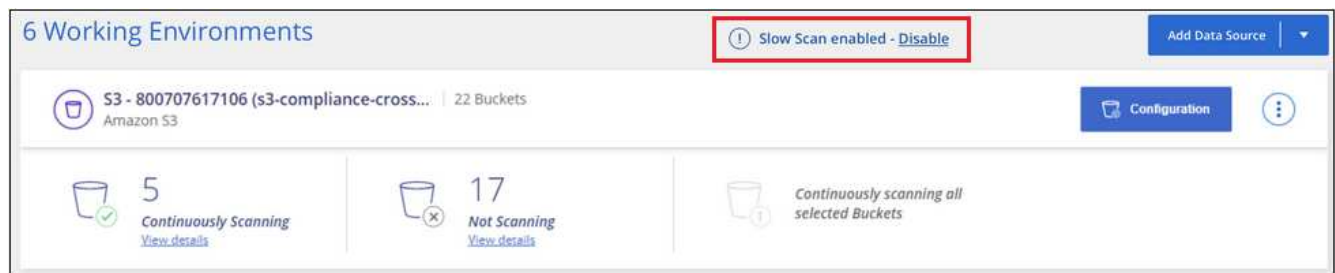 6 Working Environments
Slow Scan enabled - Disable
Add Data Source
S3 - 800707617106 (s3-compliance-cross... | 22 Buckets
Amazon S3
Configuration
5
Continuously Scanning
View details
17
Not Scanning
View details
Continuously scanning all
selected Buckets